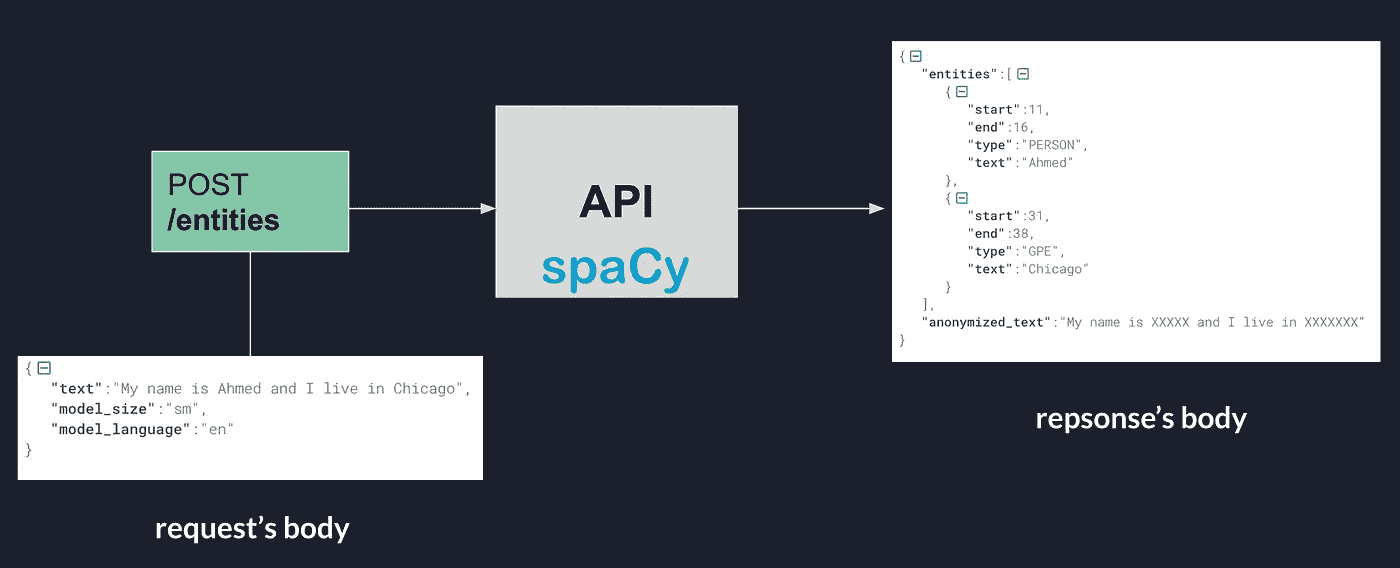 POST
/entities
API
spaCy
{
"text":"My name is Ahmed and I live in Chicago",
"model_size":"sm",
"model_language":"en"
}
request's body
{
"entities":[
{
"start":11,
"end":16,
"type":"PERSON",
"text":"Ahmed"
},
{
"start":31,
"end":38,
"type":"GPE",
"text":"Chicago"
}
],
"anonymized_text":"My name is XXXXX and I live in XXXXXXX"
}
repsonse's body